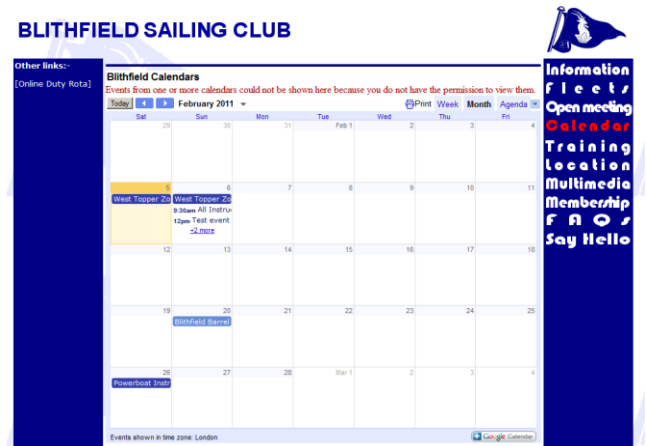 BLITHFIELD SAILING CLUB
Other links:-
[Online Duty Rota]
Blithfield Calendars
Events from one or more calendars could not be shown here because you do not have the permission to view them.
Today February 2011 Print Week Month Agenda
Sat Sun Mon Tue Wed Thu Fri
29 30 31 Feb 1 2 3 4
5 6 7 8 9 10 11
West Topper Zo West Topper Zo
9:30am All Instru
12pm Test event
+2 more
12 13 14 15 16 17 18
19 20 21 22 23 24 25
Blithfield Barrel
26 27 28 Mar 1 2 3 4
Powerboat Instr
Events shown in time zone: London
Google Calendar
Information
Fleets
Open meeting
Calendar
Training
Location
Multimedia
Membership
FAQs
Say Hello